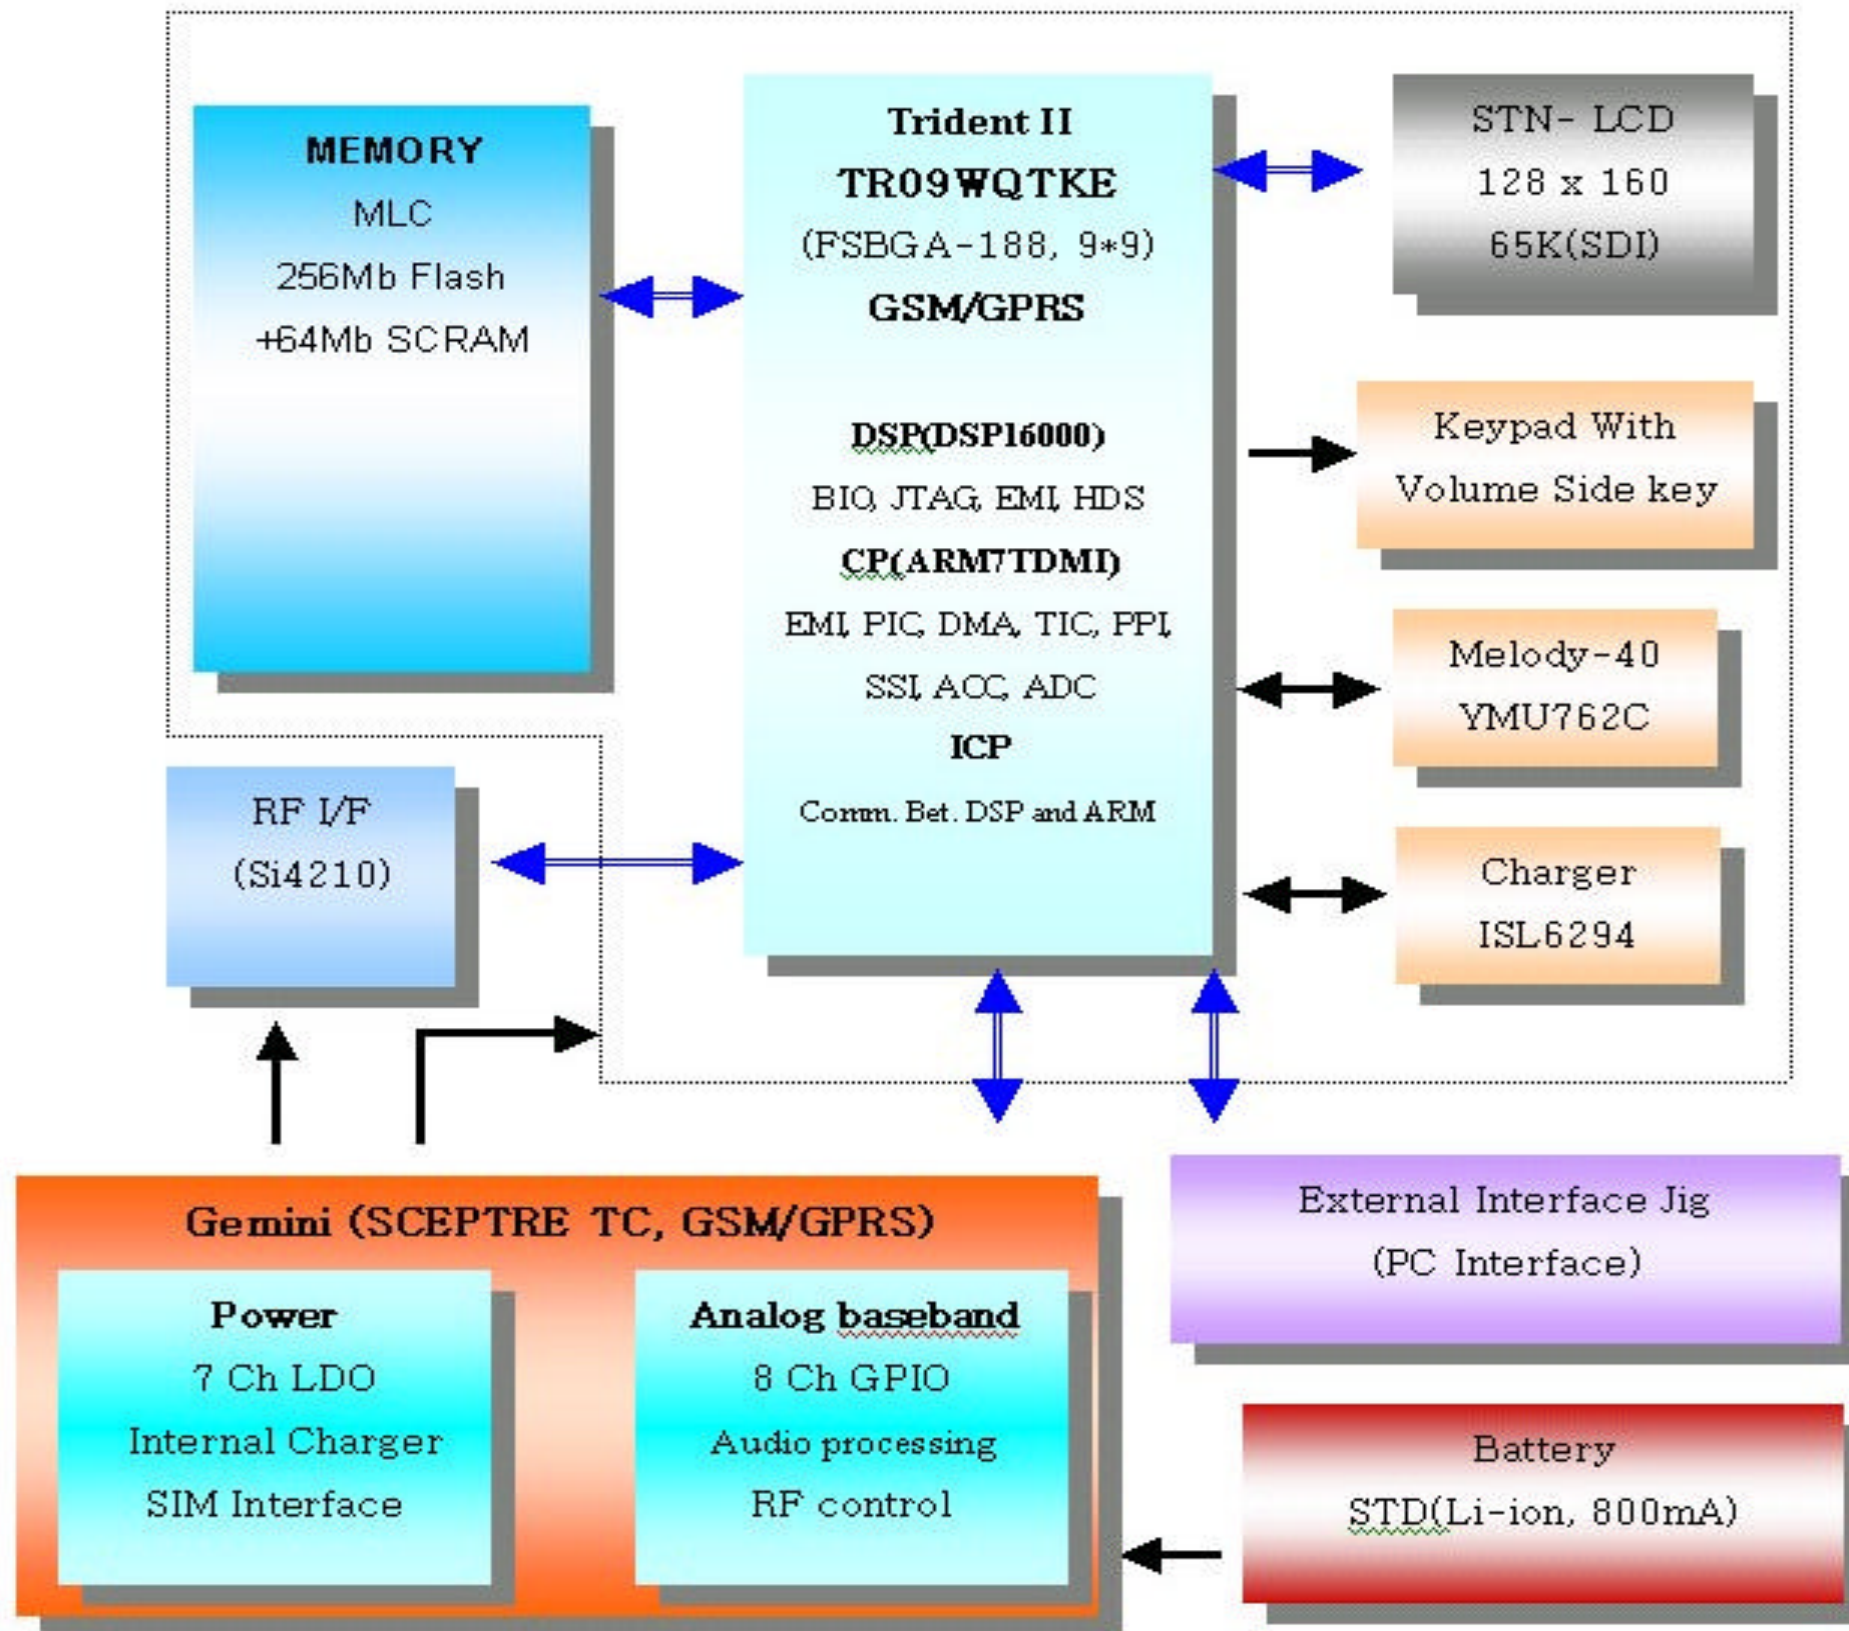 MEMORY
MLC
256Mb Flash
+64Mb SCRAM
Trident II
TR09WQTKE
(FSBGA-188, 9*9)
GSM/GPRS
DSP(DSP16000)
BIO, JTAG, EMI, HDS
CP(ARM7TDMI)
EMI, PIC, DMA, TIC, PPI,
SSI, ACC, ADC
ICP
Comm. Bet. DSP and ARM
STN- LCD
128 x 160
65K(SDI)
Keypad With
Volume Side key
Melody-40
YMU762C
Charger
ISL6294
RF I/F
(Si4210)
Gemini (SCEPTRE TC, GSM/GPRS)
Power
7 Ch LDO
Internal Charger
SIM Interface
Analog baseband
8 Ch GPIO
Audio processing
RF control
External Interface Jig
(PC Interface)
Battery
STD(Li-ion, 800mA)